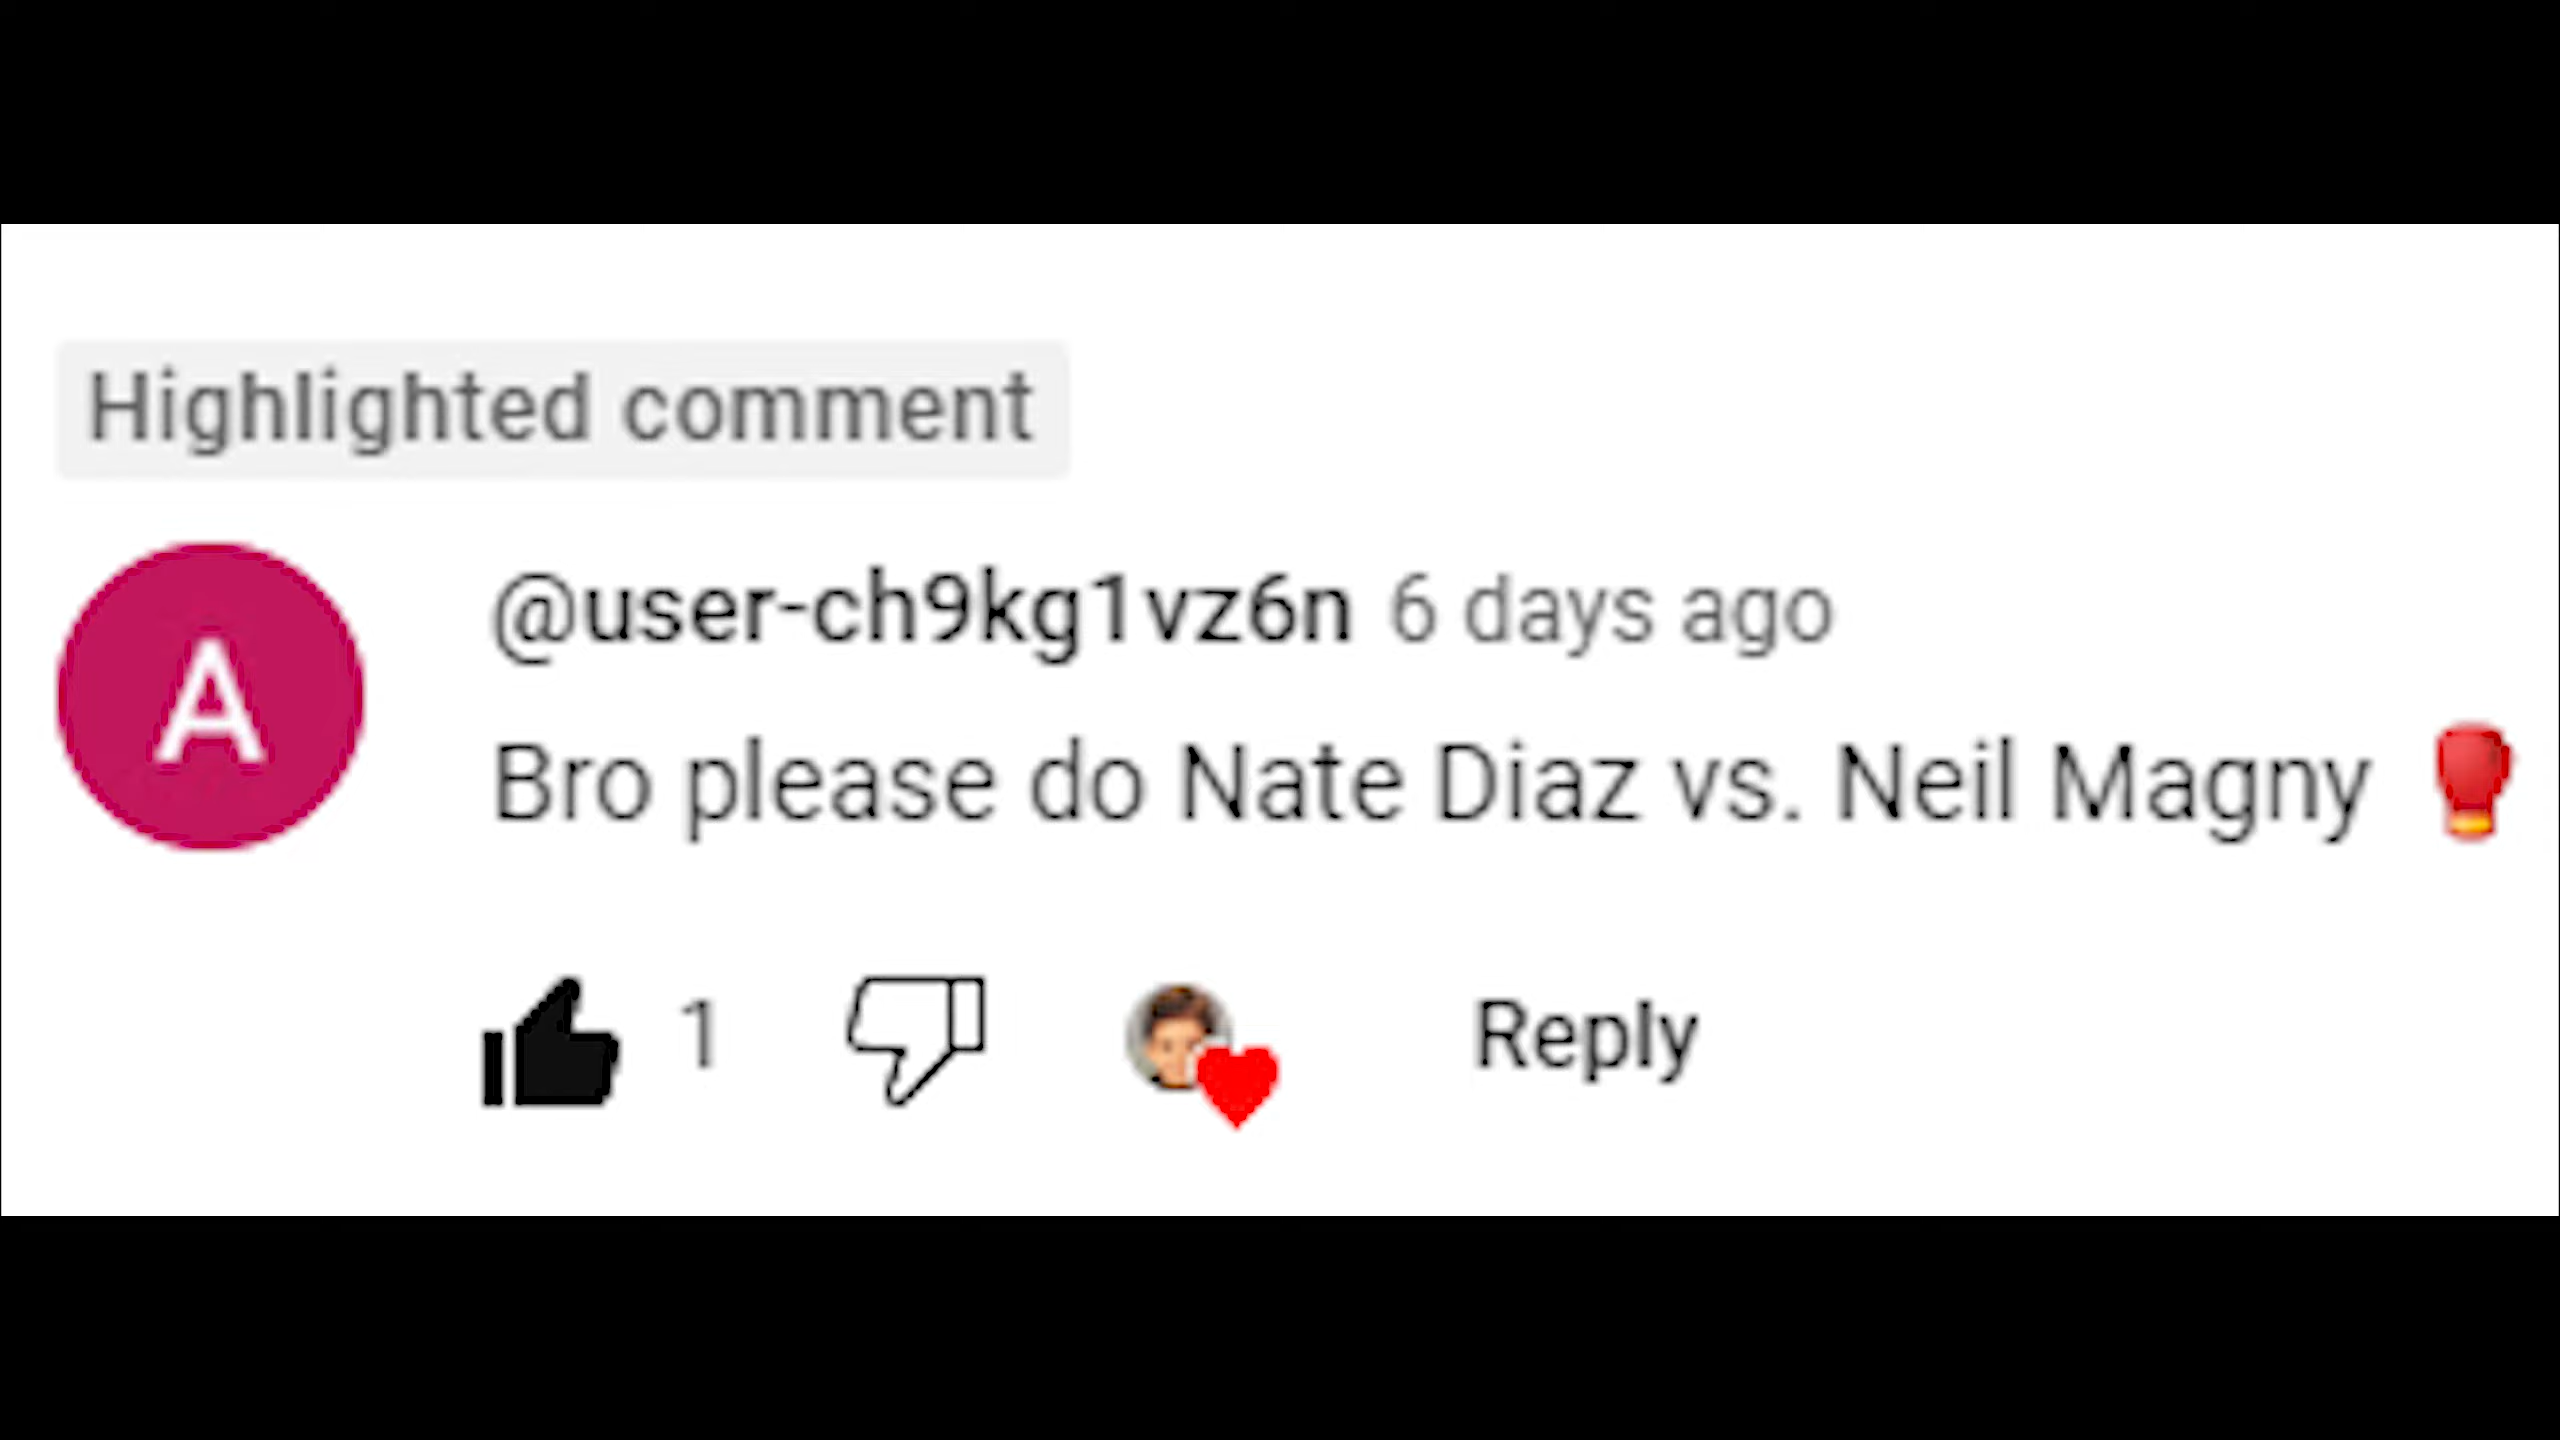 Highlighted comment
A
@user-ch9kg1vz6n 6 days ago
Bro please do Nate Diaz vs. Neil Magny 🥊
1 Reply